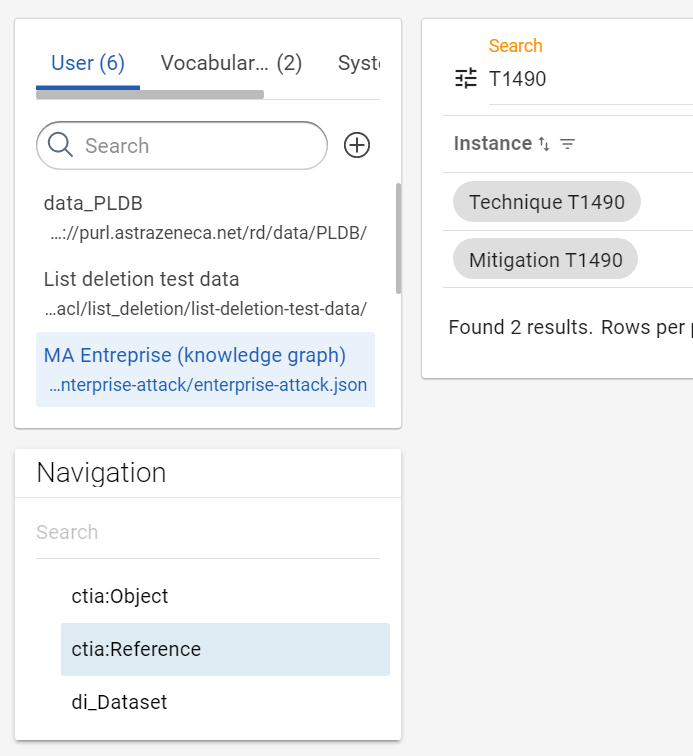 User (6) Vocabular... (2) Syste
Search
data_PLDB
...://purl.astrazeneca.net/rd/data/PLDB/
List deletion test data
...acl/list_deletion/list-deletion-test-data/
MA Entreprise (knowledge graph)
...nterprise-attack/enterprise-attack.json
Navigation
Search
ctia:Object
ctia:Reference
di_Dataset
Search
T1490
Instance
Technique T1490
Mitigation T1490
Found 2 results. Rows per p